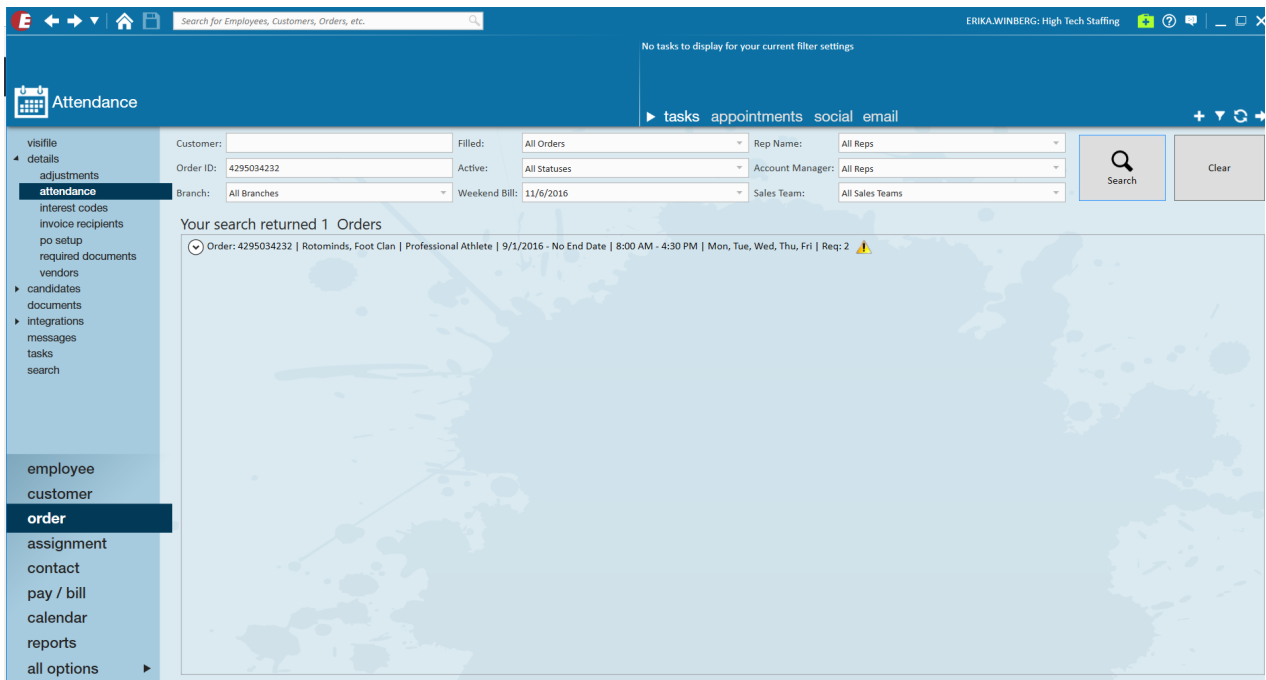 E
Search for Employees, Customers, Orders, etc.
ERIKA.WINBERG: High Tech Staffing
No tasks to display for your current filter settings
Attendance
tasks appointments social email
visifile
details
adjustments
attendance
interest codes
invoice recipients
po setup
required documents
vendors
candidates
documents
integrations
messages
tasks
search
employee
customer
order
assignment
contact
pay / bill
calendar
reports
all options
Customer: Filled: All Orders Rep Name: All Reps
Order ID: 4295034232 Active: All Statuses Account Manager: All Reps
Branch: All Branches Weekend Bill: 11/6/2016 Sales Team: All Sales Teams
Search
Clear
Your search returned 1 Orders
Order: 4295034232 | Rotominds, Foot Clan | Professional Athlete | 9/1/2016 - No End Date | 8:00 AM - 4:30 PM | Mon, Tue, Wed, Thu, Fri | Req: 2